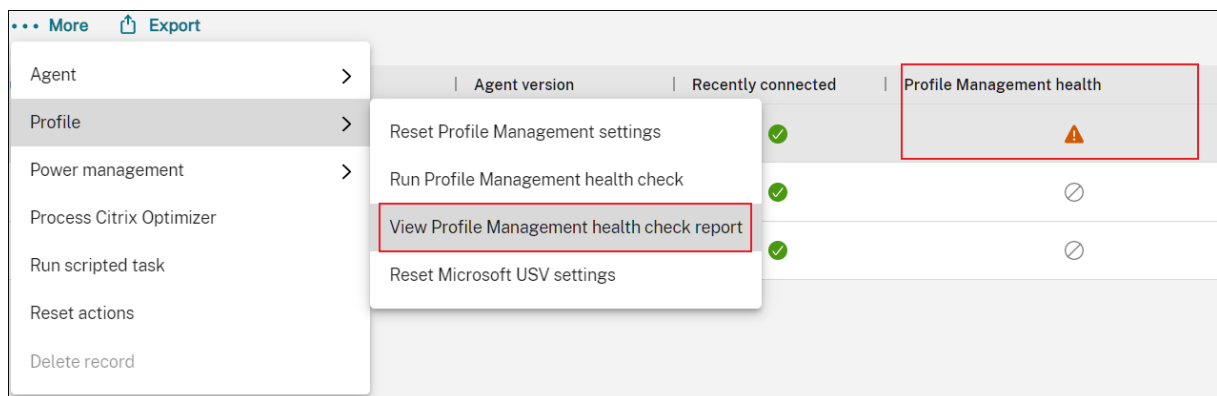 More Export
Agent
Agent version Recently connected Profile Management health
Profile
Reset Profile Management settings
Power management
Run Profile Management health check
Process Citrix Optimizer
View Profile Management health check report
Run scripted task
Reset Microsoft USV settings
Reset actions
Delete record